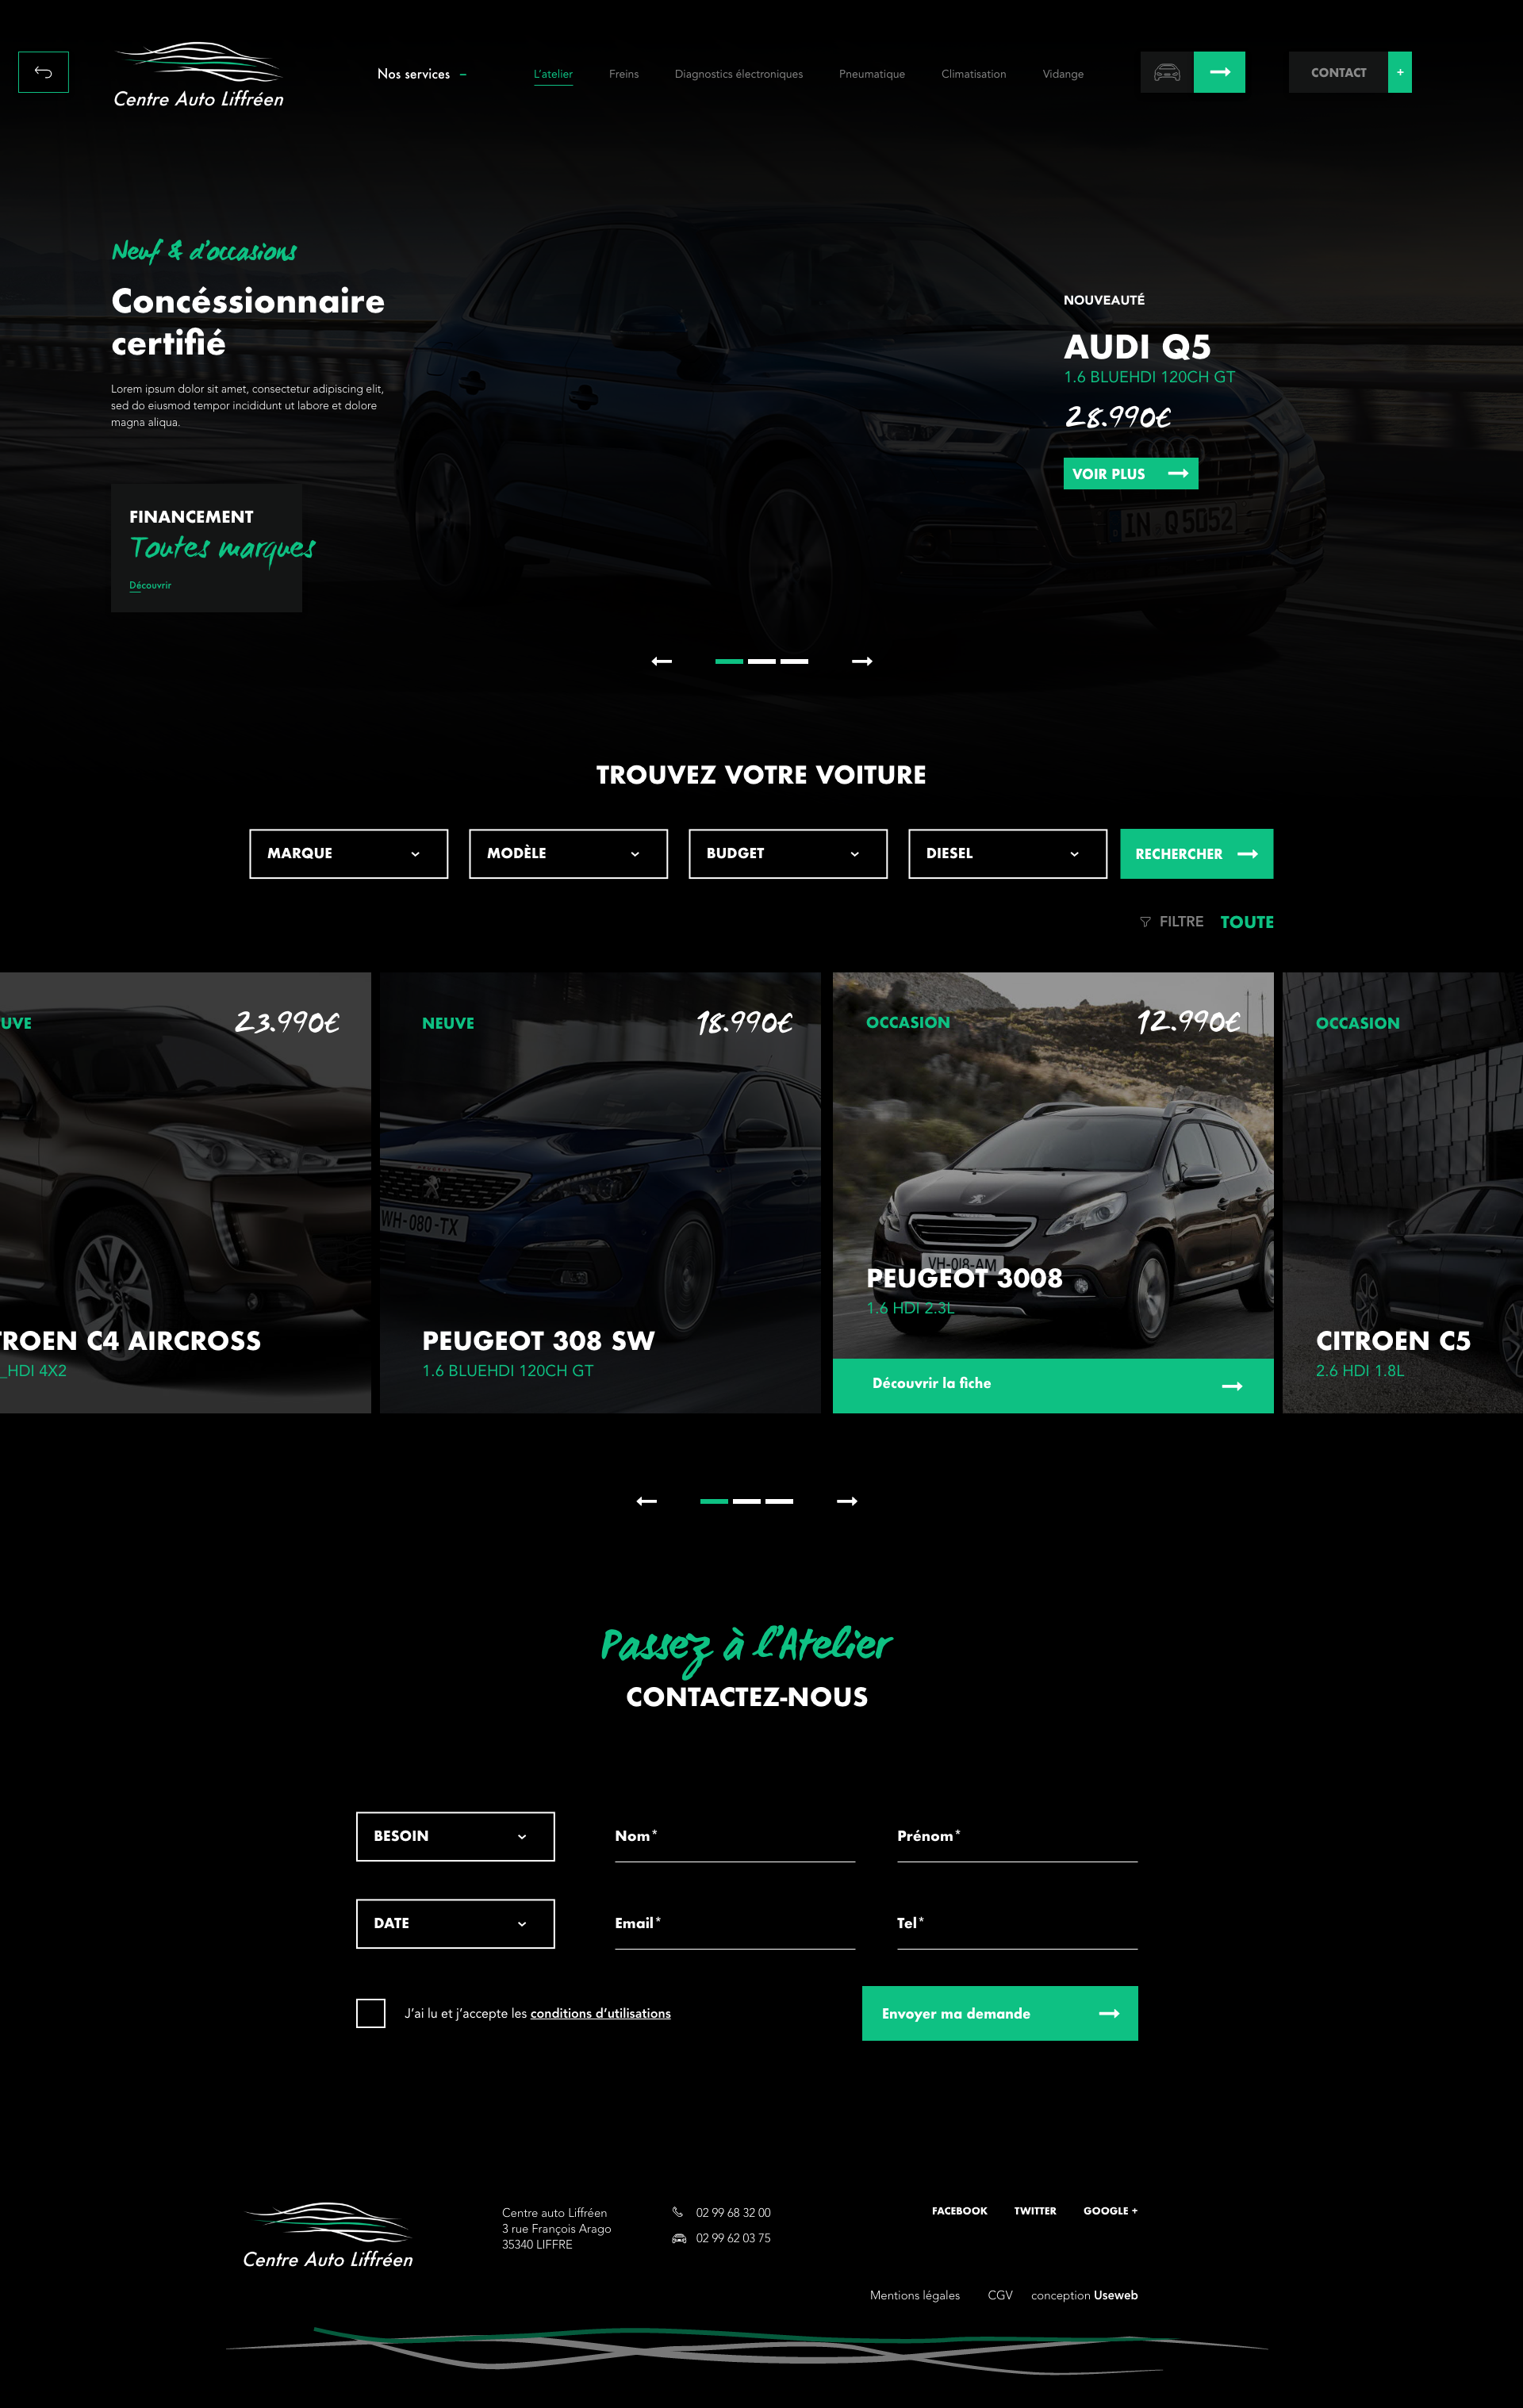 Centre Auto Liffréen
Nos services –
L'atelier
Freins
Diagnostics électroniques
Pneumatique
Climatisation
Vidange
CONTACT +
Neuf & d'occasions
Concéssionnaire
certifié
Lorem ipsum dolor sit amet, consectetur adipiscing elit,
sed do eiusmod tempor incididunt ut labore et dolore
magna aliqua.
NOUVEAUTÉ
AUDI Q5
1.6 BLUEHDI 120CH GT
28.990€
VOIR PLUS
IN Q 5052
FINANCEMENT
Toutes marques
Découvrir
TROUVEZ VOTRE VOITURE
MARQUE
MODÈLE
BUDGET
DIESEL
RECHERCHER
FILTRE TOUTE
UVE
23.990€
TROEN C4 AIRCROSS
_HDI 4X2
NEUVE
18.990€
WH-080-TX
PEUGEOT 308 SW
1.6 BLUEHDI 120CH GT
OCCASION
12.990€
VH-018-AM
PEUGEOT 3008
1.6 HDI 2.3L
Découvrir la fiche
OCCASION
CITROEN C5
2.6 HDI 1.8L
Passez à l'Atelier
CONTACTEZ-NOUS
BESOIN
Nom*
Prénom*
DATE
Email*
Tel*
J'ai lu et j'accepte les conditions d'utilisations
Envoyer ma demande
Centre Auto Liffréen
Centre auto Liffréen
3 rue François Arago
35340 LIFFRE
02 99 68 32 00
02 99 62 03 75
FACEBOOK
TWITTER
GOOGLE +
Mentions légales
CGV
conception Useweb